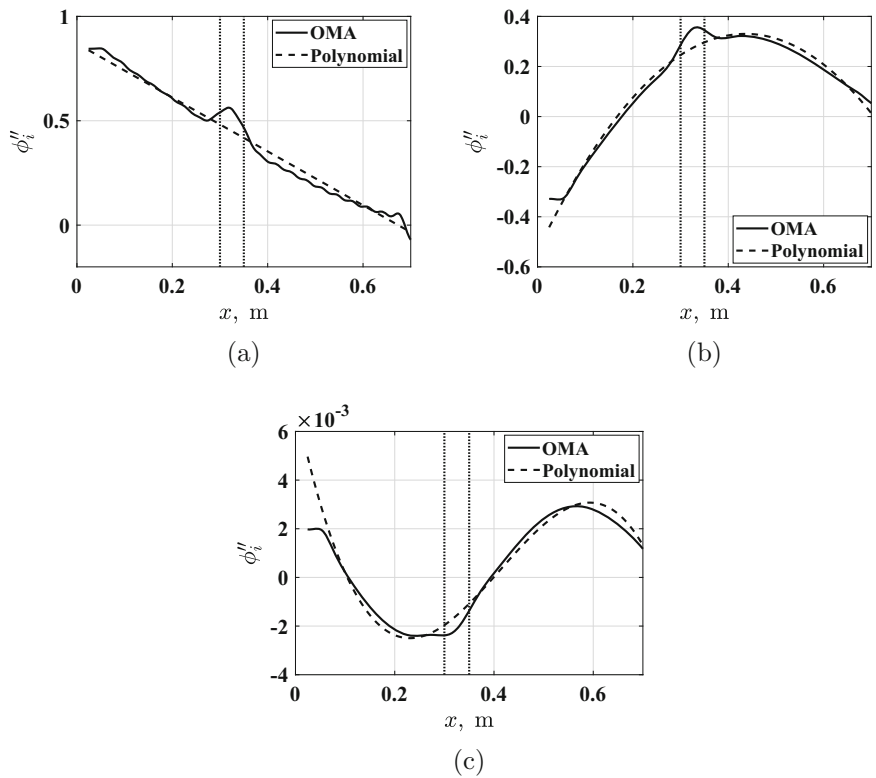 1
0.5
0
0
0.2
0.4
0.6
ϕ″ᵢ
x, m
OMA
Polynomial
(a)
0.4
0.2
0
-0.2
-0.4
-0.6
0
0.2
0.4
0.6
ϕ″ᵢ
x, m
OMA
Polynomial
(b)
×10⁻³
6
4
2
0
-2
-4
0
0.2
0.4
0.6
ϕ″ᵢ
x, m
OMA
Polynomial
(c)